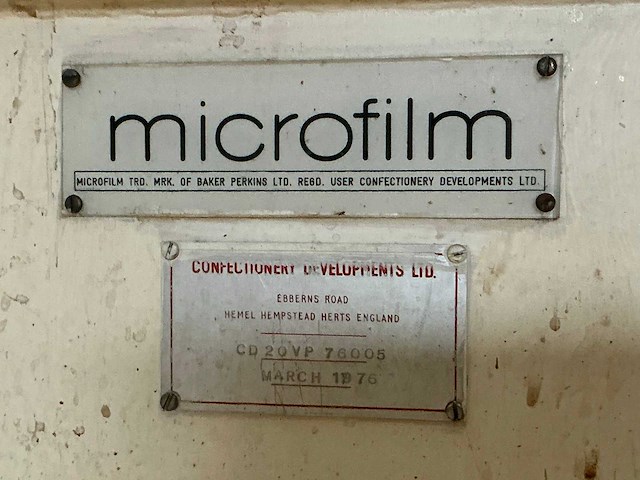 microfilm
MICROFILM TRD. MRK. OF BAKER PERKINS LTD. REGD. USER CONFECTIONERY DEVELOPMENTS LTD.
CONFECTIONERY DEVELOPMENTS LTD.
EBBERNS ROAD
HEMEL HEMPSTEAD HERTS ENGLAND
CD 20VP 76005
MARCH 1976